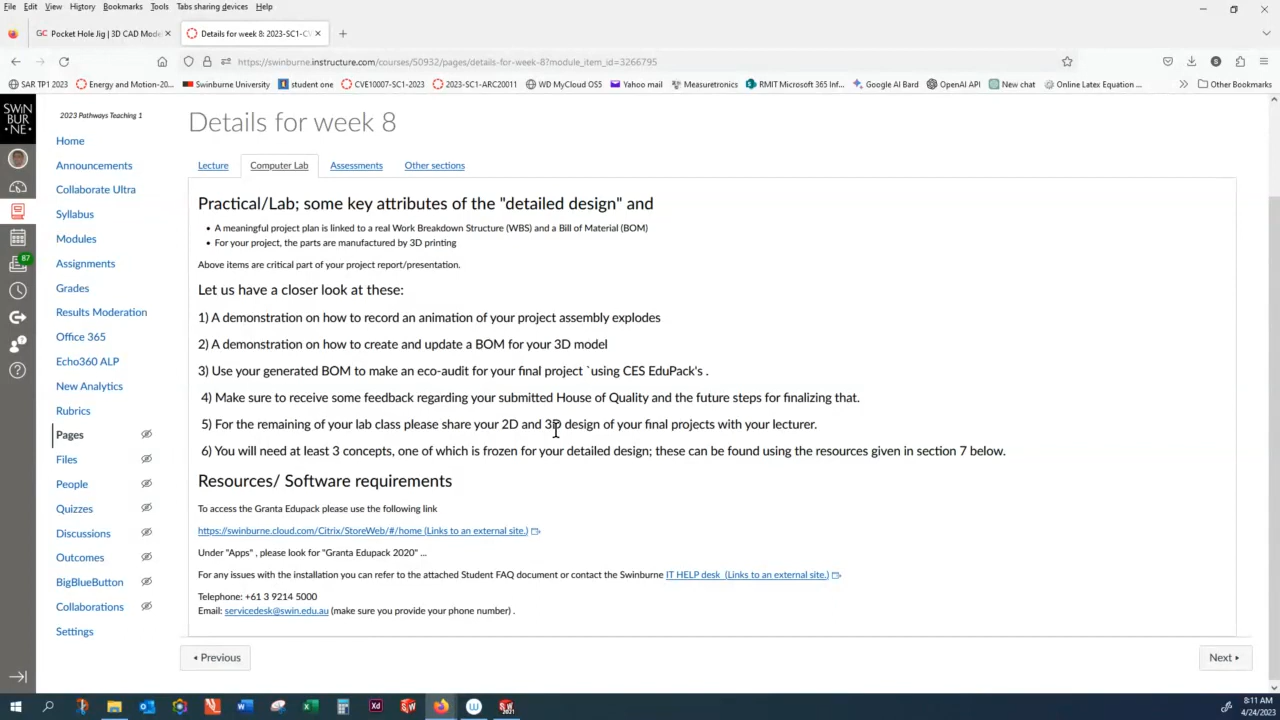 File Edit View History Bookmarks Tools Tabs sharing devices Help
GC Pocket Hole Jig | 3D CAD Mode
Details for week 8: 2023-SC1-CV
https://swinburne.instructure.com/courses/50932/pages/details-for-week-8?module_item_id=3266795
SAR TP1 2023 Energy and Motion-20... Swinburne University student one CVE10007-SC1-2023 2023-SC1-ARC20011 WD MyCloud OS5 Yahoo mail Measuretronics RMIT Microsoft 365 Inf... Google AI Bard OpenAI API New chat Online Latex Equation ... Other Bookmarks
SWIN
BUR
NE
2023 Pathways Teaching 1
Details for week 8
Home
Announcements
Collaborate Ultra
Syllabus
Modules
Assignments
87
Grades
Results Moderation
Office 365
Echo360 ALP
New Analytics
Rubrics
Pages
Files
People
Quizzes
Discussions
Outcomes
BigBlueButton
Collaborations
Settings
Lecture Computer Lab Assessments Other sections
Practical/Lab; some key attributes of the "detailed design" and
• A meaningful project plan is linked to a real Work Breakdown Structure (WBS) and a Bill of Material (BOM)
• For your project, the parts are manufactured by 3D printing
Above items are critical part of your project report/presentation.
Let us have a closer look at these:
1) A demonstration on how to record an animation of your project assembly explodes
2) A demonstration on how to create and update a BOM for your 3D model
3) Use your generated BOM to make an eco-audit for your final project `using CES EduPack's .
4) Make sure to receive some feedback regarding your submitted House of Quality and the future steps for finalizing that.
5) For the remaining of your lab class please share your 2D and 3D design of your final projects with your lecturer.
6) You will need at least 3 concepts, one of which is frozen for your detailed design; these can be found using the resources given in section 7 below.
Resources/ Software requirements
To access the Granta Edupack please use the following link
https://swinburne.cloud.com/Citrix/StoreWeb/#/home (Links to an external site.)
Under "Apps" , please look for "Granta Edupack 2020" ...
For any issues with the installation you can refer to the attached Student FAQ document or contact the Swinburne IT HELP desk (Links to an external site.)
Telephone: +61 3 9214 5000
Email: servicedesk@swin.edu.au (make sure you provide your phone number) .
Previous
Next
8:11 AM
4/24/2023